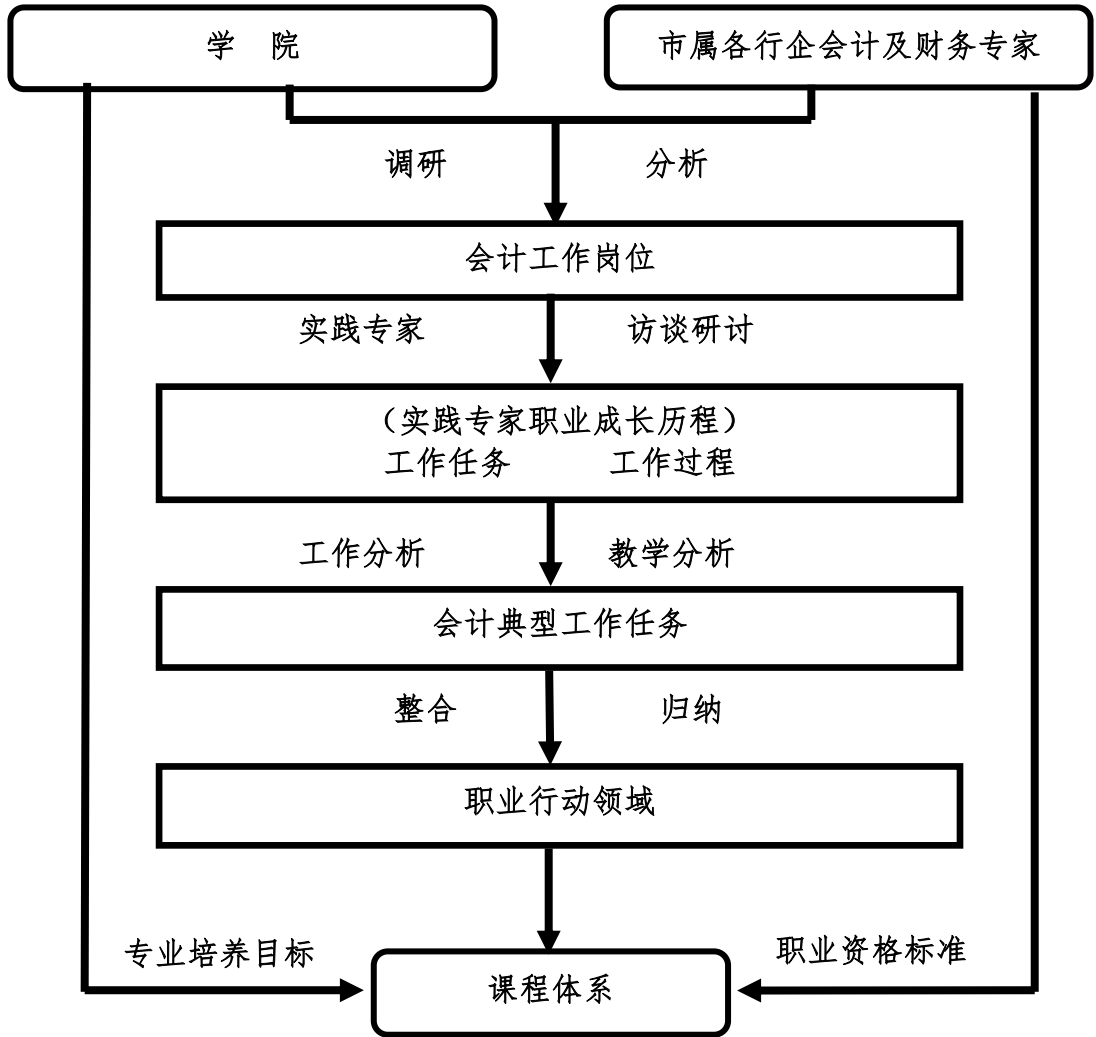 学 院
市属各行企会计及财务专家
调研 分析
会计工作岗位
实践专家 访谈研讨
（实践专家职业成长历程）
工作任务 工作过程
工作分析 教学分析
会计典型工作任务
整合 归纳
职业行动领域
专业培养目标 职业资格标准
课程体系